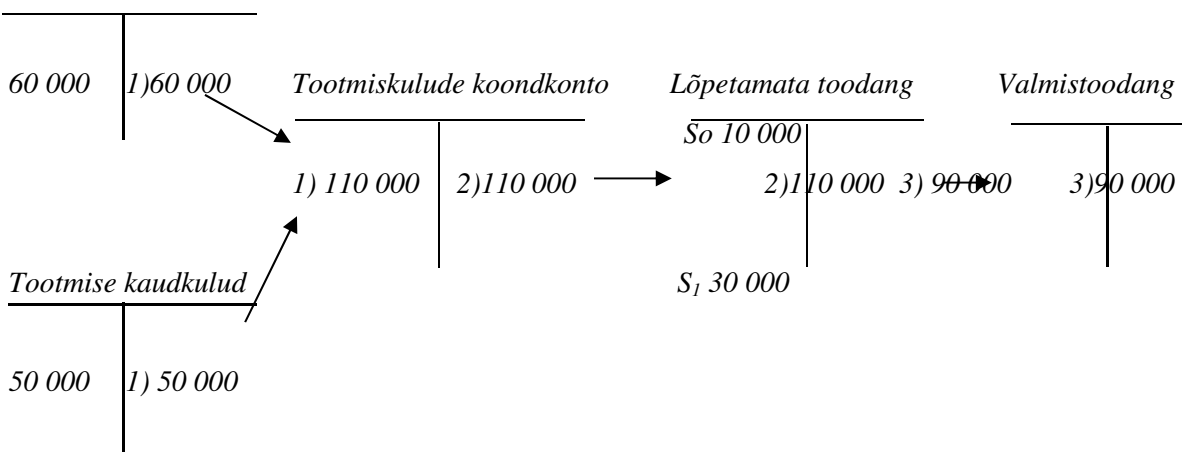 60 000 1)60 000 Tootmiskulude koondkonto Lõpetamata toodang Valmistoodang
So 10 000
1) 110 000 2)110 000 2)110 000 3) 90 000 3)90 000
Tootmise kaudkulud S₁ 30 000
50 000 1) 50 000